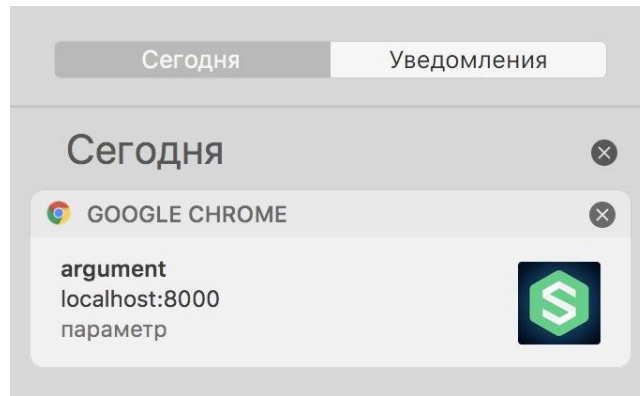 Сегодня
Уведомления
Сегодня
GOOGLE CHROME
argument
localhost:8000
параметр